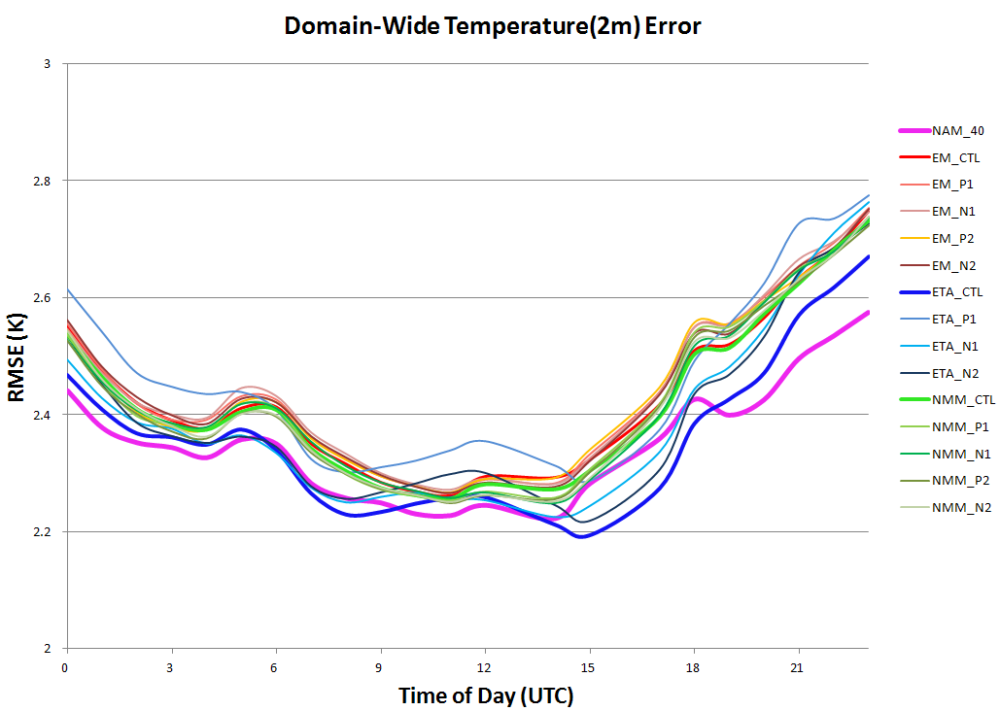 Domain-Wide Temperature(2m) Error
3
2.8
2.6
2.4
2.2
2
RMSE (K)
0 3 6 9 12 15 18 21
Time of Day (UTC)
NAM_40
EM_CTL
EM_P1
EM_N1
EM_P2
EM_N2
ETA_CTL
ETA_P1
ETA_N1
ETA_N2
NMM_CTL
NMM_P1
NMM_N1
NMM_P2
NMM_N2